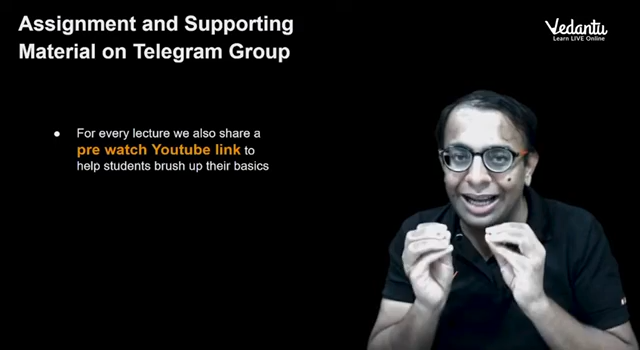 Assignment and Supporting
Material on Telegram Group
Vedantu
Learn LIVE Online
● For every lecture we also share a
pre watch Youtube link to
help students brush up their basics